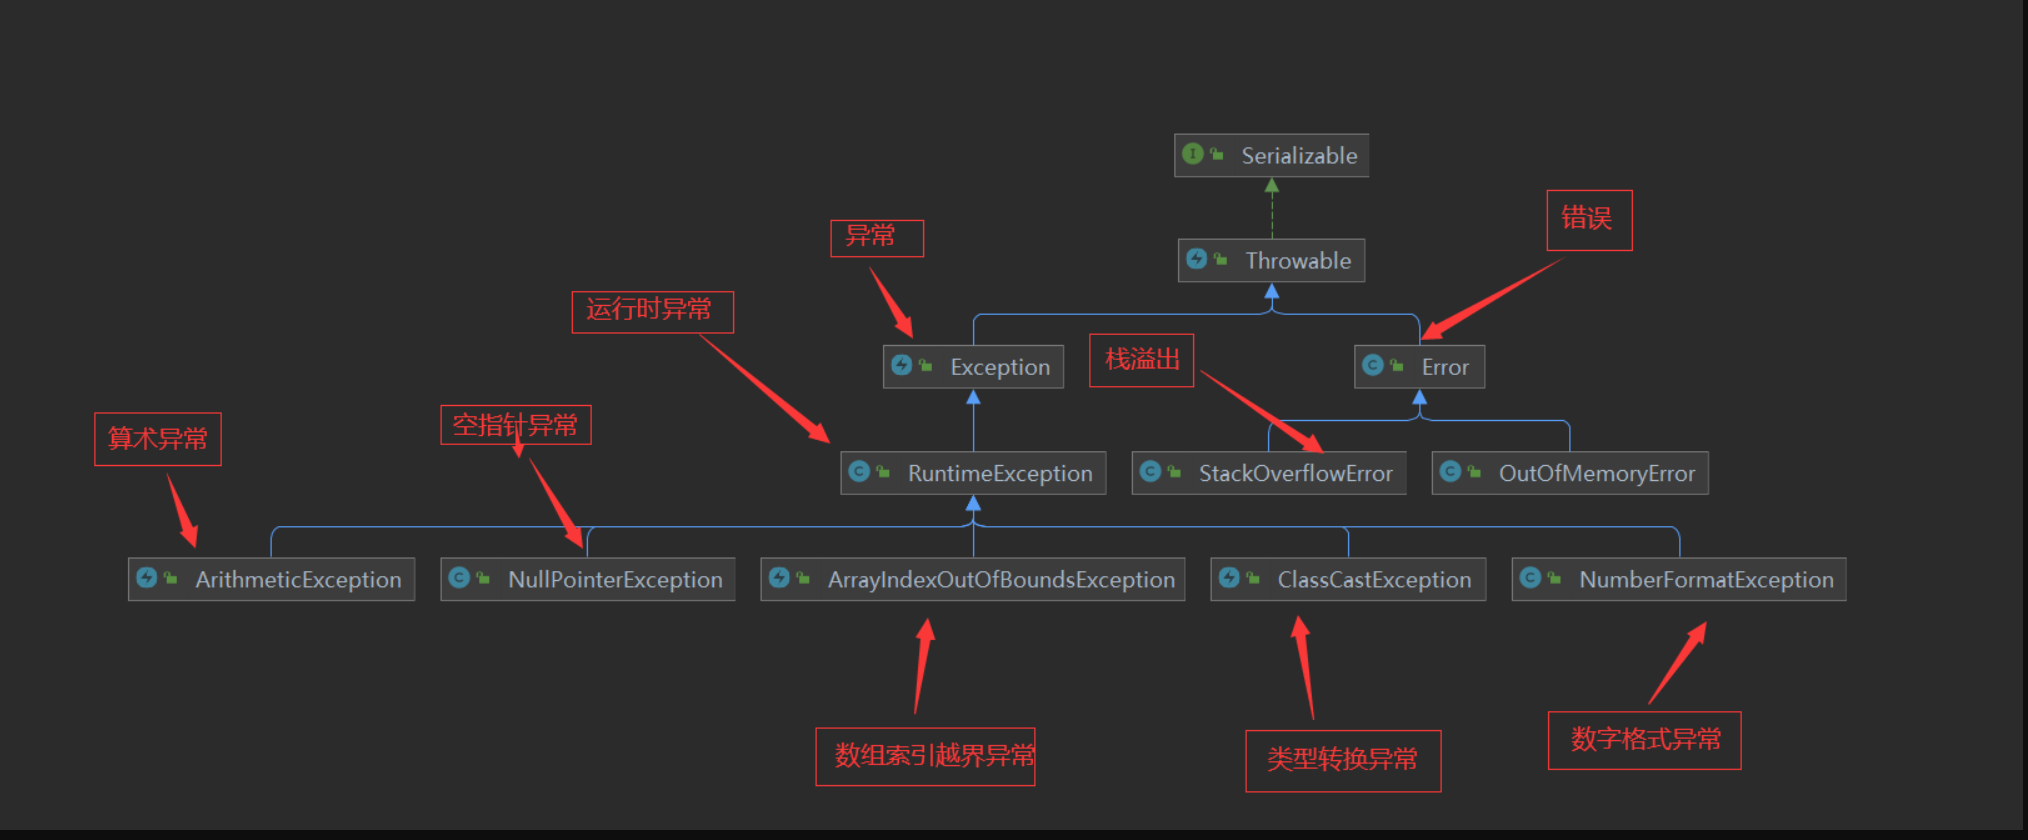 Serializable
错误
异常
Throwable
运行时异常
栈溢出
Exception
Error
算术异常
空指针异常
RuntimeException
StackOverflowError
OutOfMemoryError
ArithmeticException
NullPointerException
ArrayIndexOutOfBoundsException
ClassCastException
NumberFormatException
数组索引越界异常
类型转换异常
数字格式异常